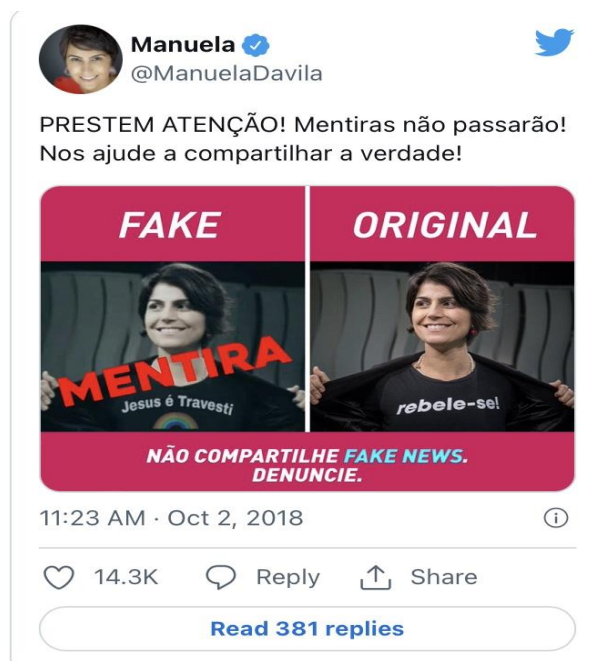 Manuela
@ManuelaDavila
PRESTEM ATENÇÃO! Mentiras não passarão!
Nos ajude a compartilhar a verdade!
FAKE
ORIGINAL
MENTIRA
Jesus é Travesti
rebele-se!
NÃO COMPARTILHE FAKE NEWS.
DENUNCIE.
11:23 AM · Oct 2, 2018
14.3K Reply Share
Read 381 replies